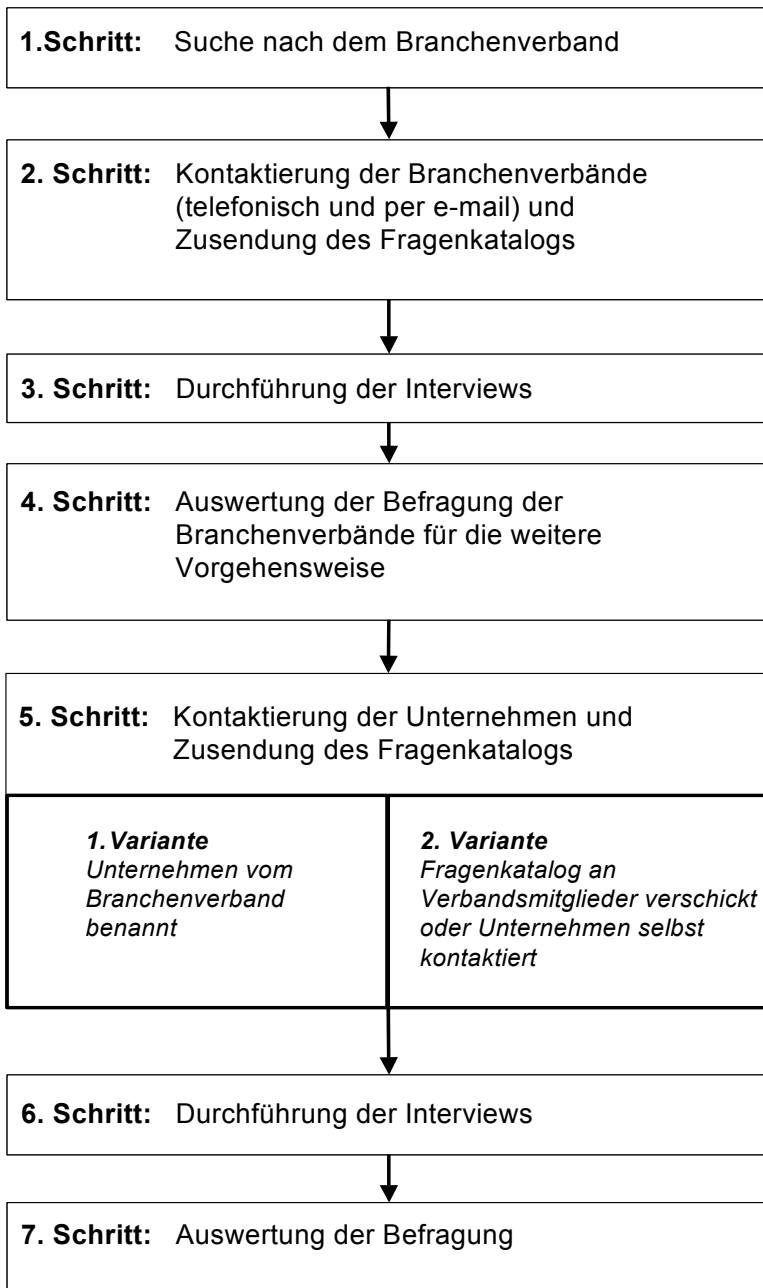 1.Schritt: Suche nach dem Branchenverband
2. Schritt: Kontaktierung der Branchenverbände
(telefonisch und per e-mail) und
Zusendung des Fragenkatalogs
3. Schritt: Durchführung der Interviews
4. Schritt: Auswertung der Befragung der
Branchenverbände für die weitere
Vorgehensweise
5. Schritt: Kontaktierung der Unternehmen und
Zusendung des Fragenkatalogs
1. Variante
Unternehmen vom
Branchenverband
benannt
2. Variante
Fragenkatalog an
Verbandsmitglieder verschickt
oder Unternehmen selbst
kontaktiert
6. Schritt: Durchführung der Interviews
7. Schritt: Auswertung der Befragung